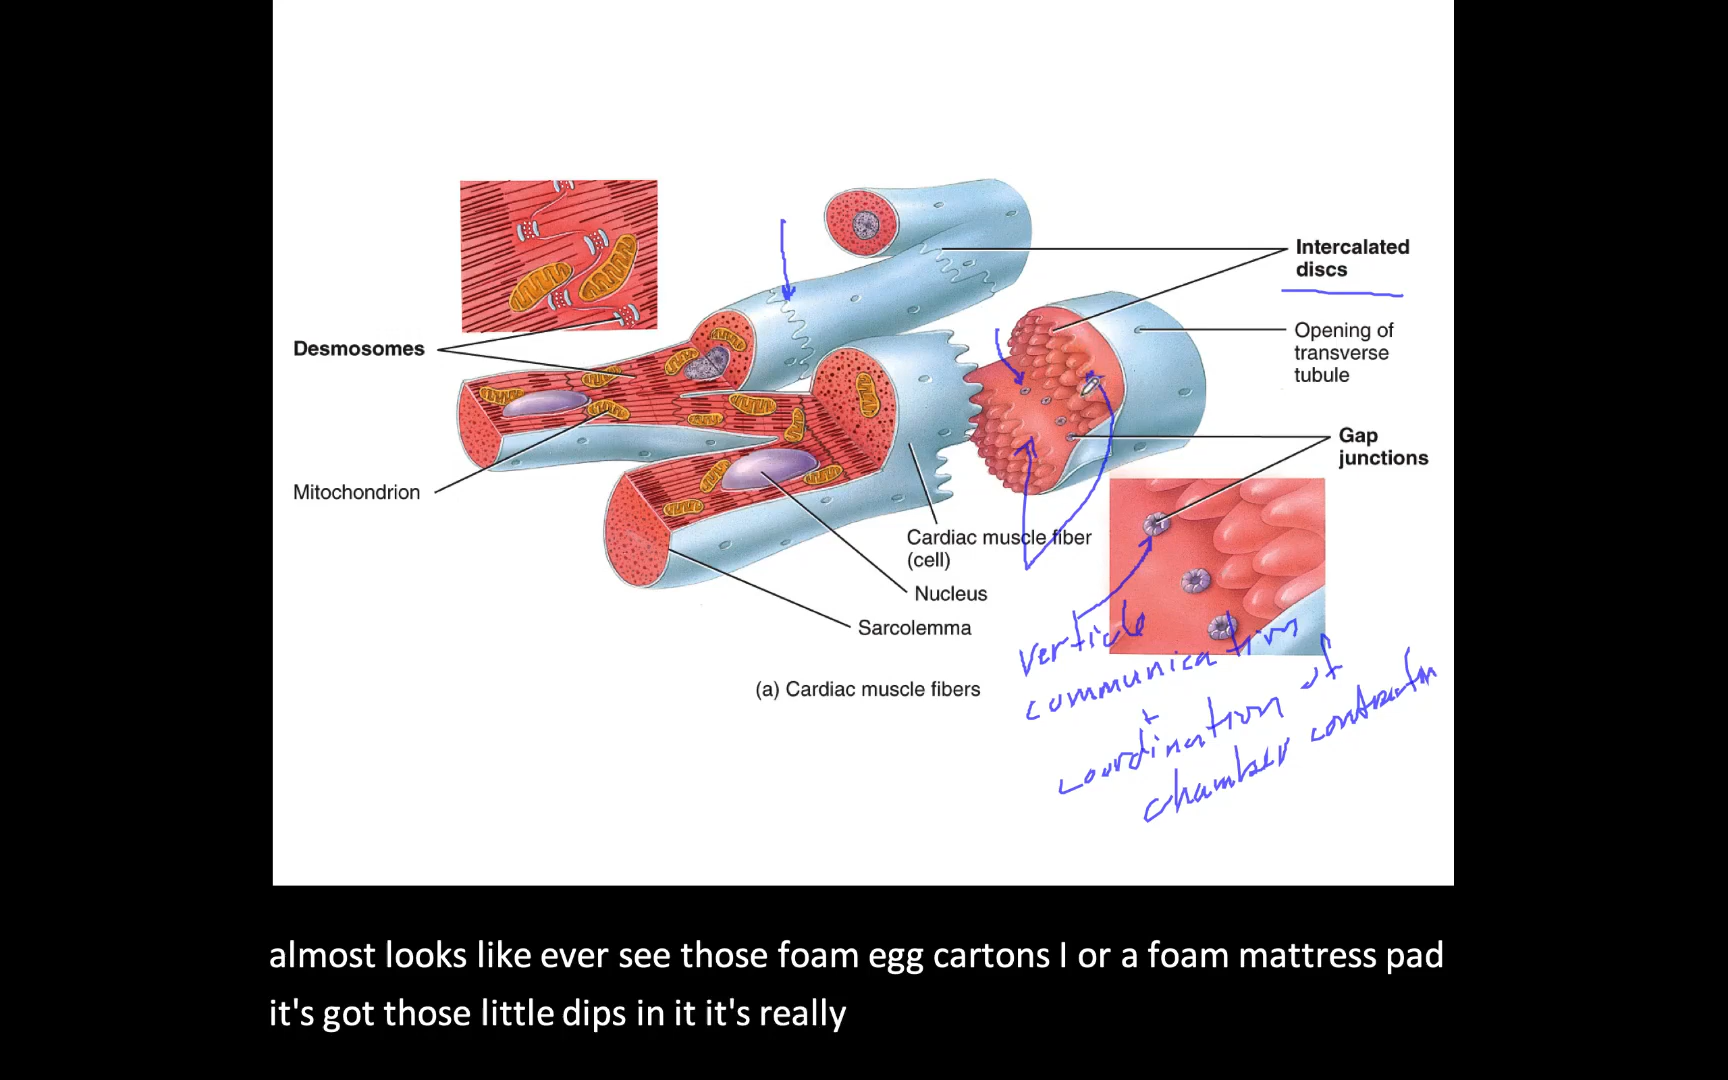 Intercalated
discs
Opening of
transverse
tubule
Desmosomes
Gap
junctions
Mitochondrion
Cardiac muscle fiber
(cell)
Nucleus
Sarcolemma
(a) Cardiac muscle fibers
verticle
communication
+
coordination of
chamber contraction
almost looks like ever see those foam egg cartons I or a foam mattress pad
it's got those little dips in it it's really